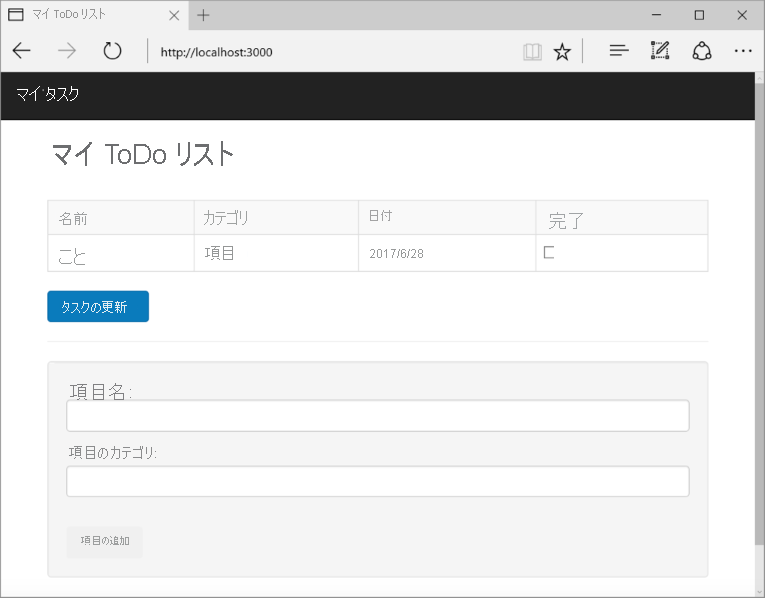 マイ ToDo リスト
http://localhost:3000
マイ タスク
マイ ToDo リスト
名前 カテゴリ 日付 完了
こと 項目 2017/6/28
タスクの更新
項目名:
項目のカテゴリ:
項目の追加